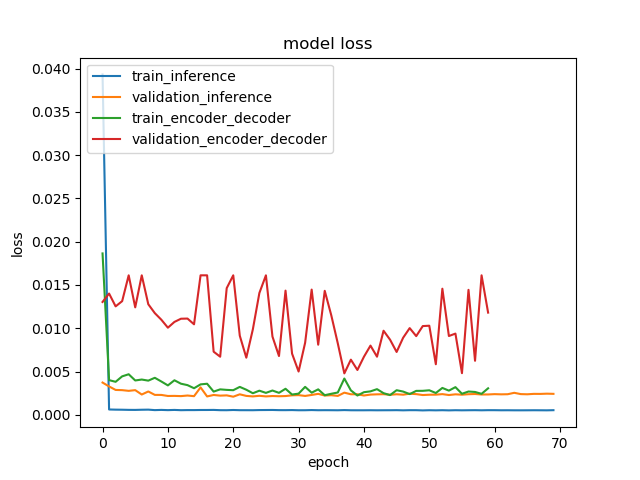 model loss
train_inference
validation_inference
train_encoder_decoder
validation_encoder_decoder
0.040
0.035
0.030
0.025
0.020
0.015
0.010
0.005
0.000
loss
0 10 20 30 40 50 60 70
epoch